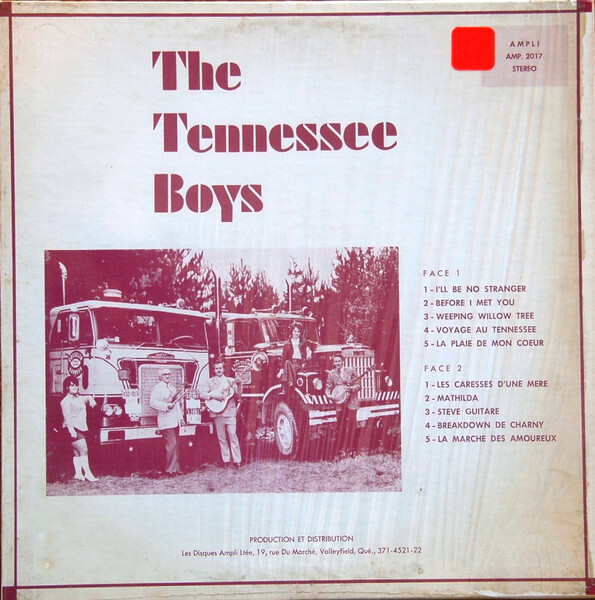 The
Tennessee
Boys
AMPLI
AMP. 2017
STEREO
FACE 1
1 - I'LL BE NO STRANGER
2 - BEFORE I MET YOU
3 - WEEPING WILLOW TREE
4 - VOYAGE AU TENNESSEE
5 - LA PLAIE DE MON COEUR
FACE 2
1 - LES CARESSES D'UNE MERE
2 - MATHILDA
3 - STEVE GUITARE
4 - BREAKDOWN DE CHARNY
5 - LA MARCHE DES AMOUREUX
PRODUCTION ET DISTRIBUTION
Les Disques Ampli Ltée, 19, rue Du Marché, Valleyfield, Qué., 371-4521-22